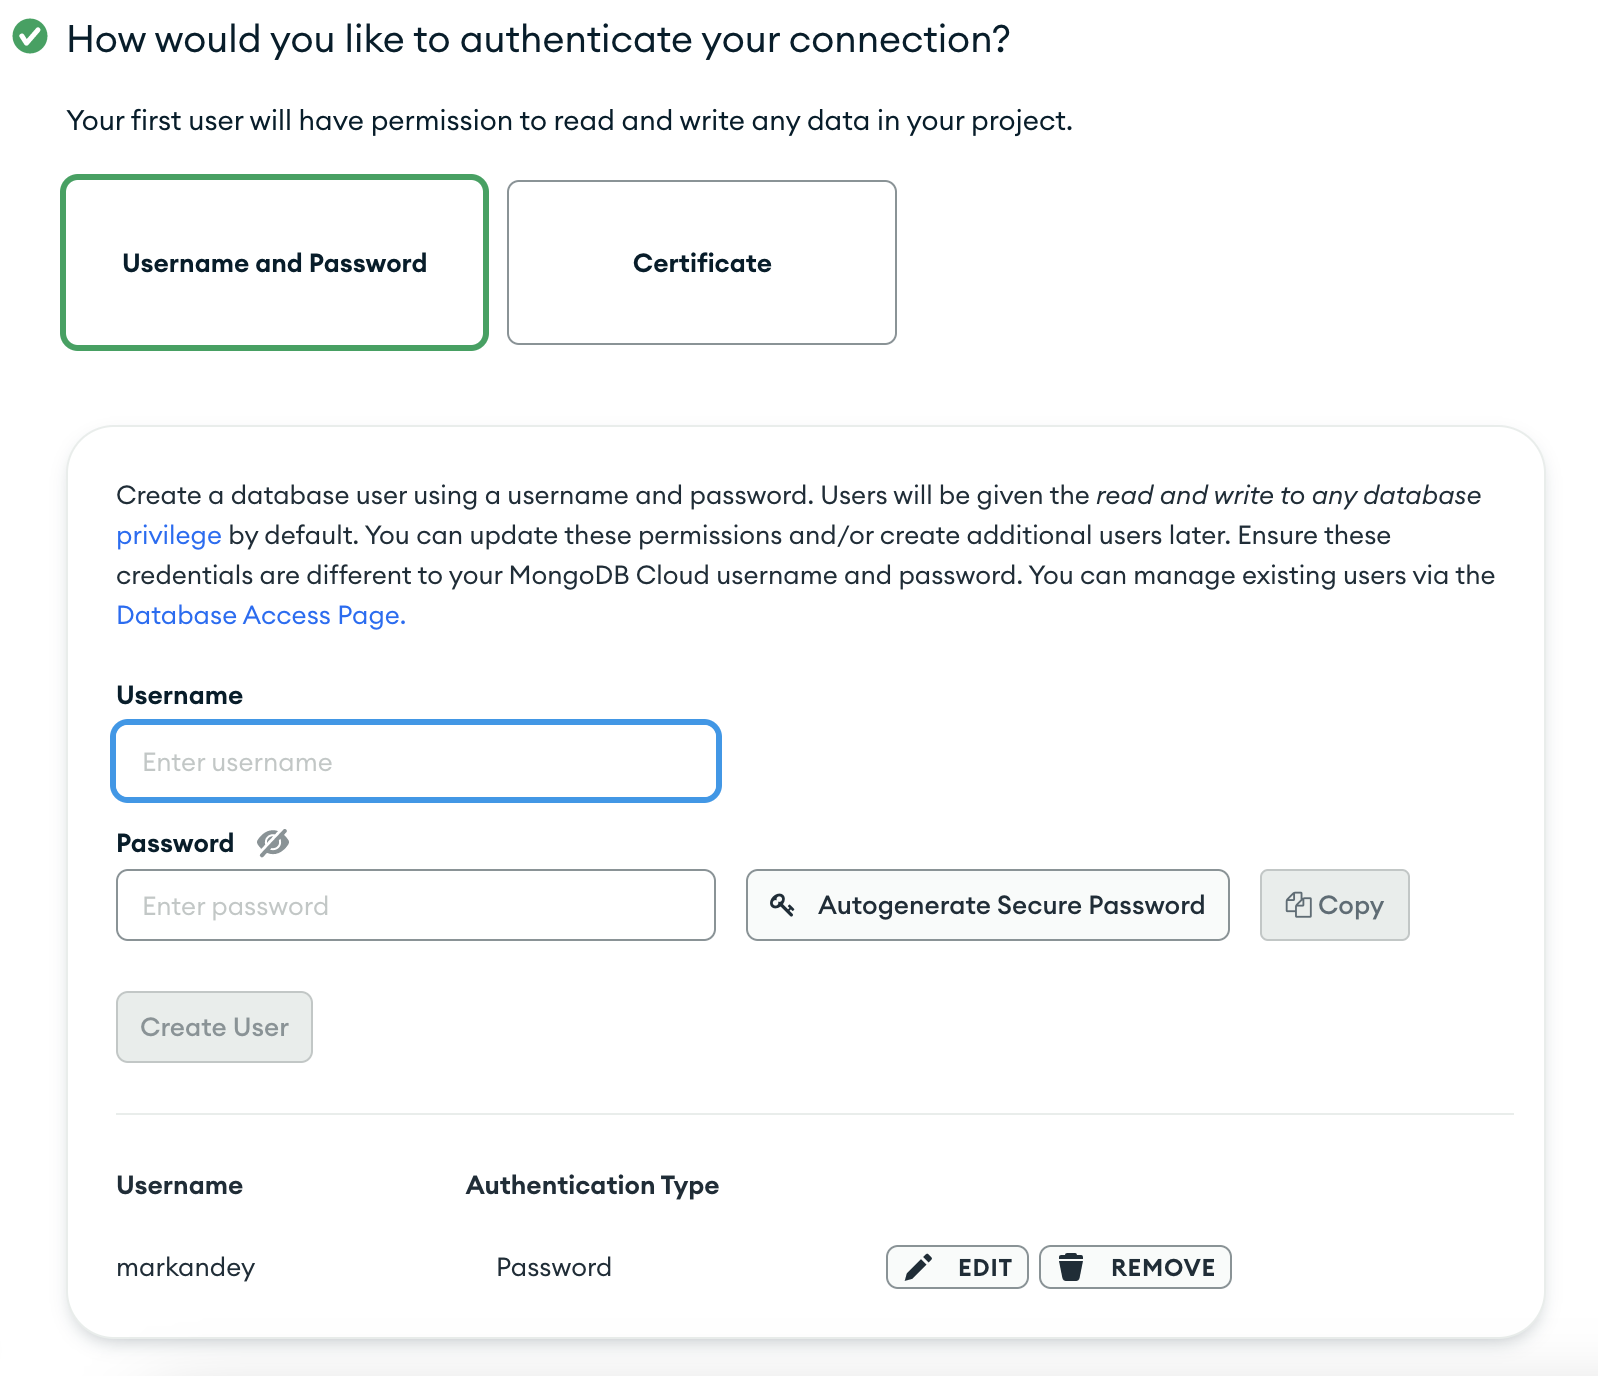 How would you like to authenticate your connection?
Your first user will have permission to read and write any data in your project.
Username and Password
Certificate
Create a database user using a username and password. Users will be given the read and write to any database
privilege by default. You can update these permissions and/or create additional users later. Ensure these
credentials are different to your MongoDB Cloud username and password. You can manage existing users via the
Database Access Page.
Username
Enter username
Password
Enter password
Autogenerate Secure Password
Copy
Create User
Username Authentication Type
markandey Password EDIT REMOVE